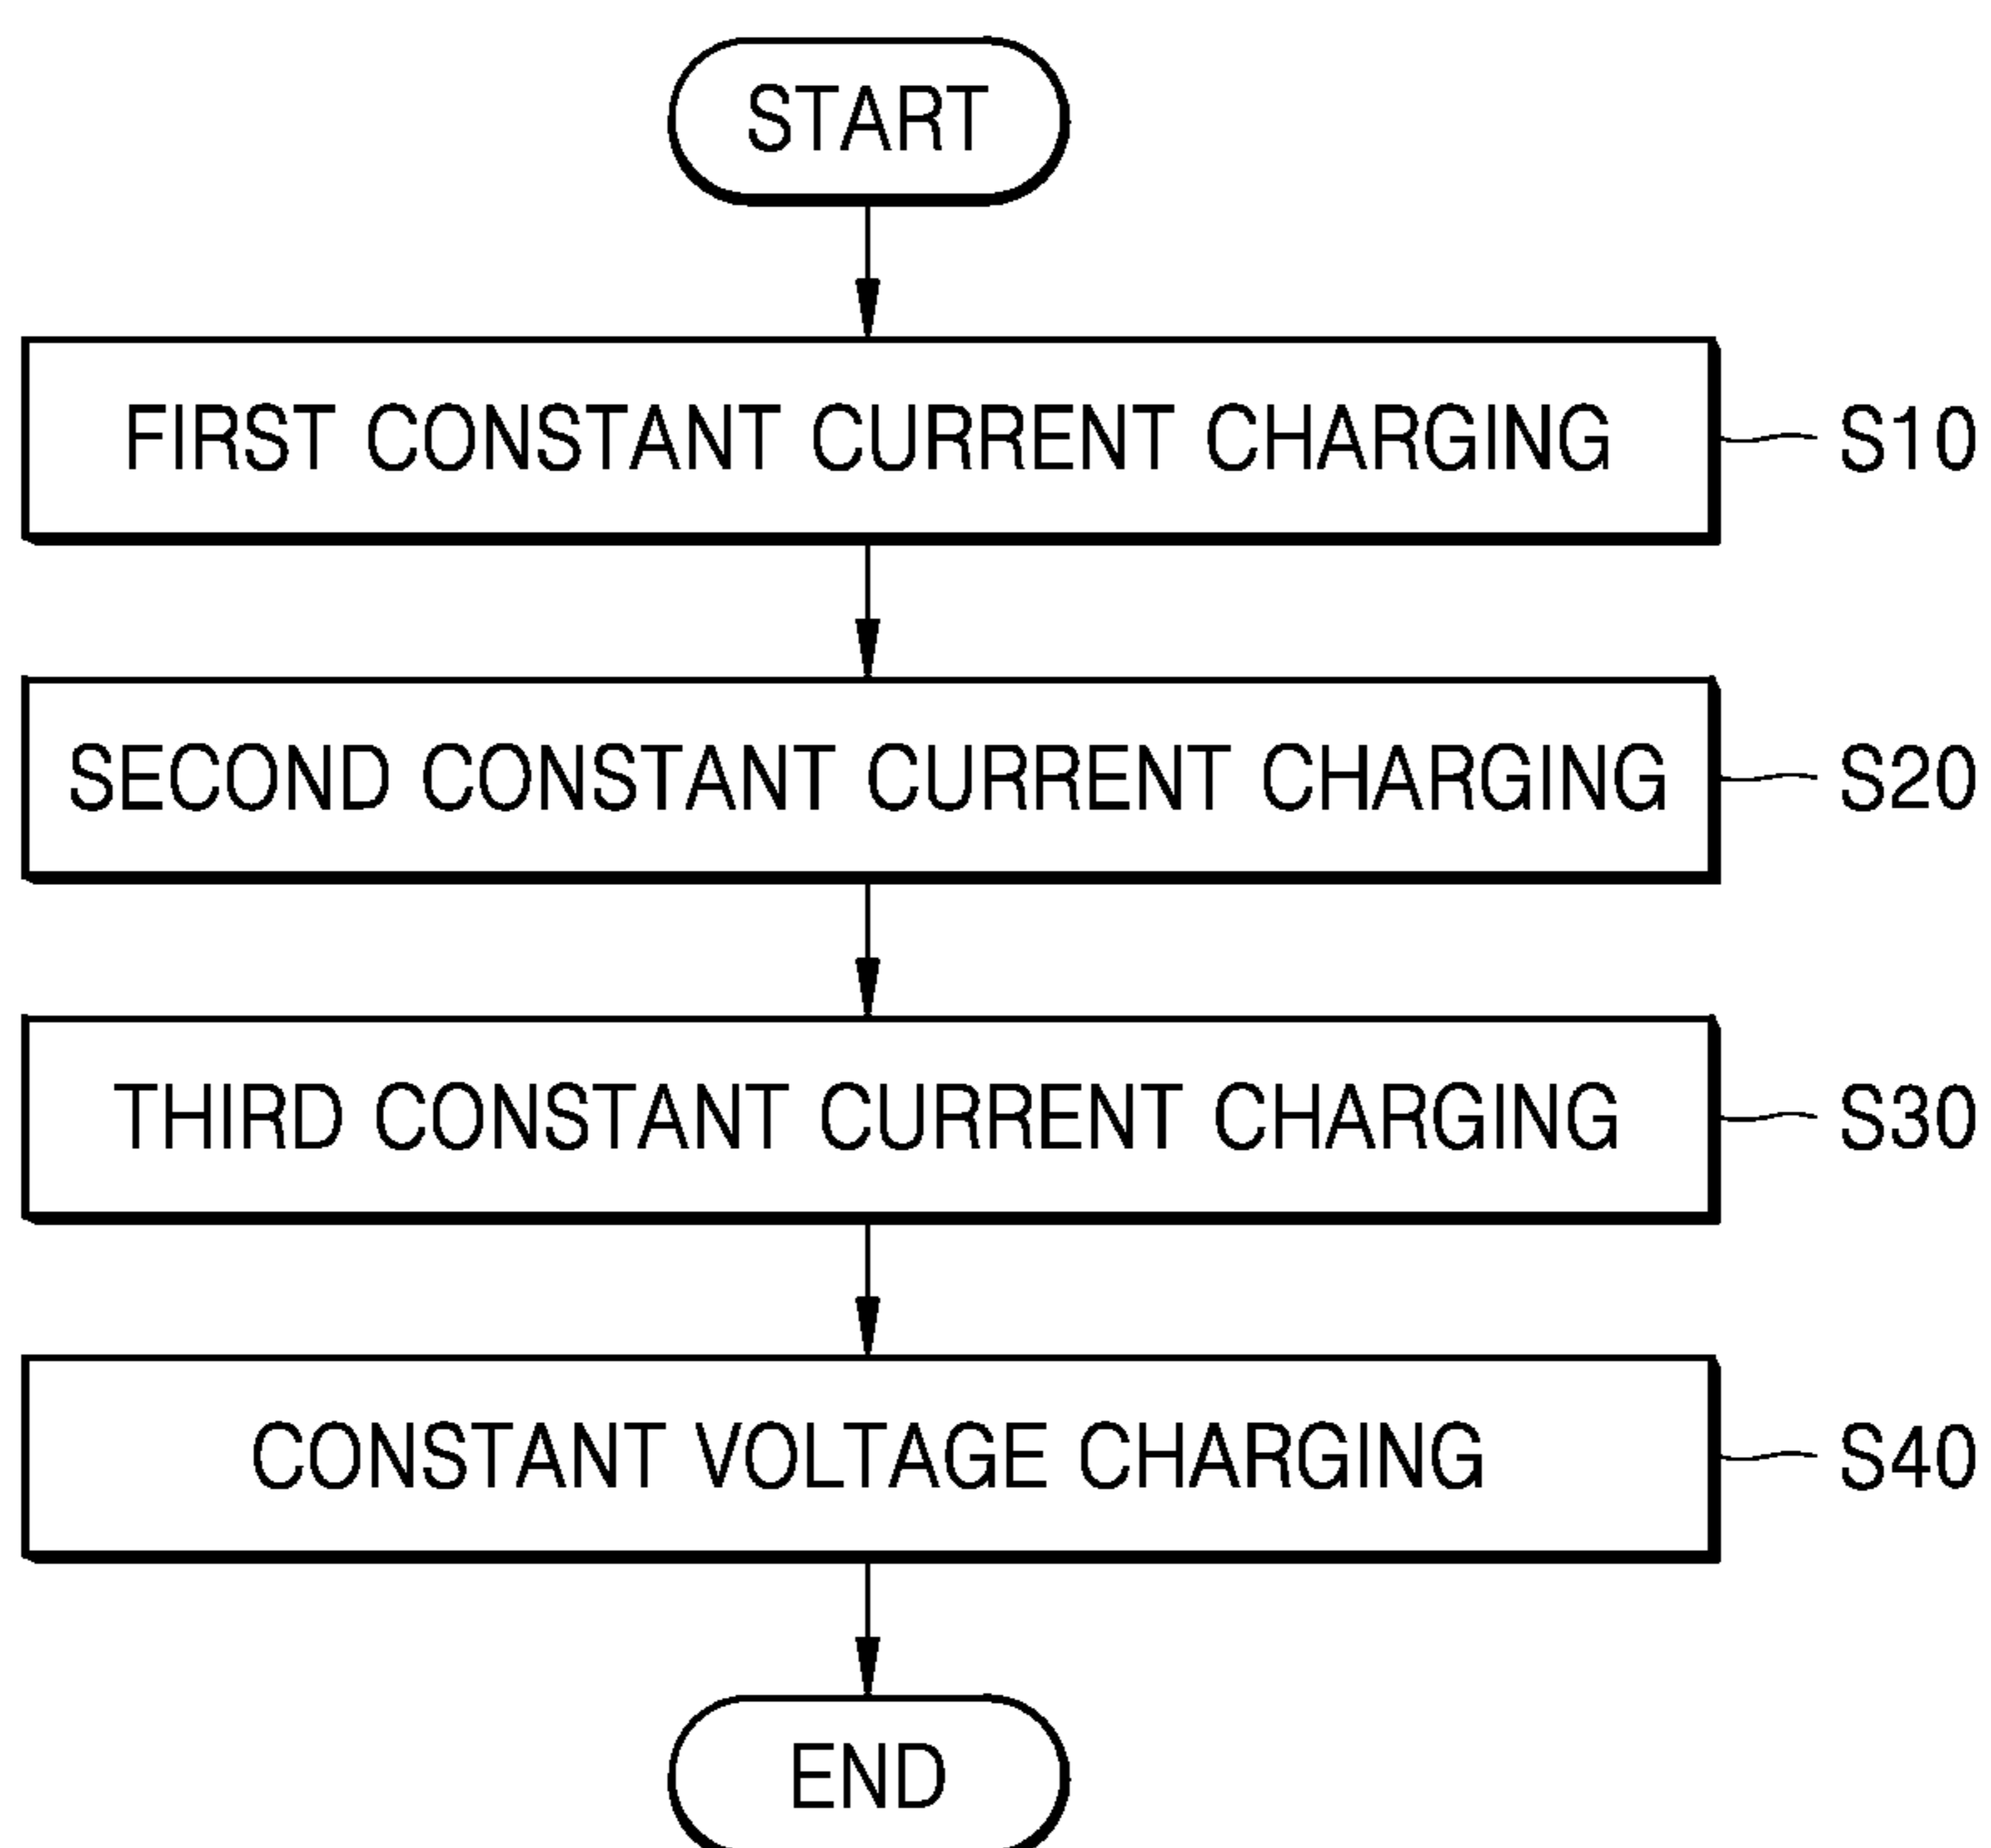 START
FIRST CONSTANT CURRENT CHARGING S10
SECOND CONSTANT CURRENT CHARGING S20
THIRD CONSTANT CURRENT CHARGING S30
CONSTANT VOLTAGE CHARGING S40
END